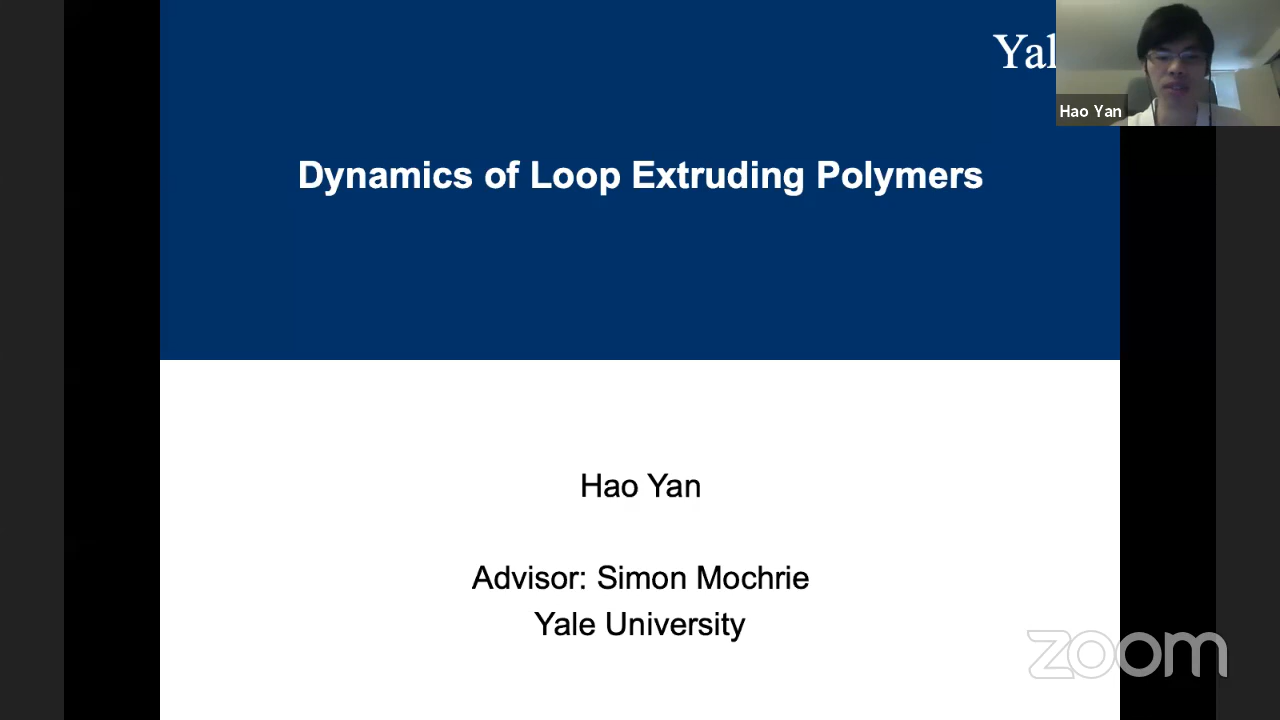 Yal
Hao Yan
Dynamics of Loop Extruding Polymers
Hao Yan
Advisor: Simon Mochrie
Yale University
zoom